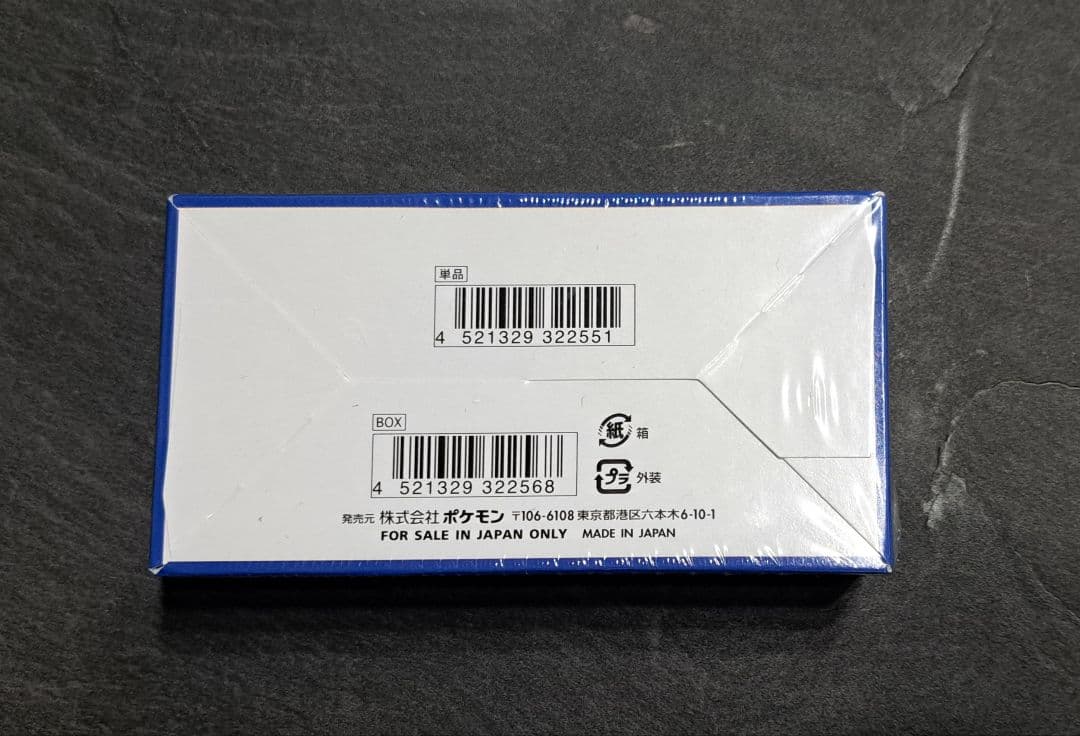 単品
4 521329 322551
BOX
4 521329 322568
紙 箱
プラ 外装
発売元 株式会社 ポケモン 〒106-6108 東京都港区六本木6-10-1
FOR SALE IN JAPAN ONLY MADE IN JAPAN